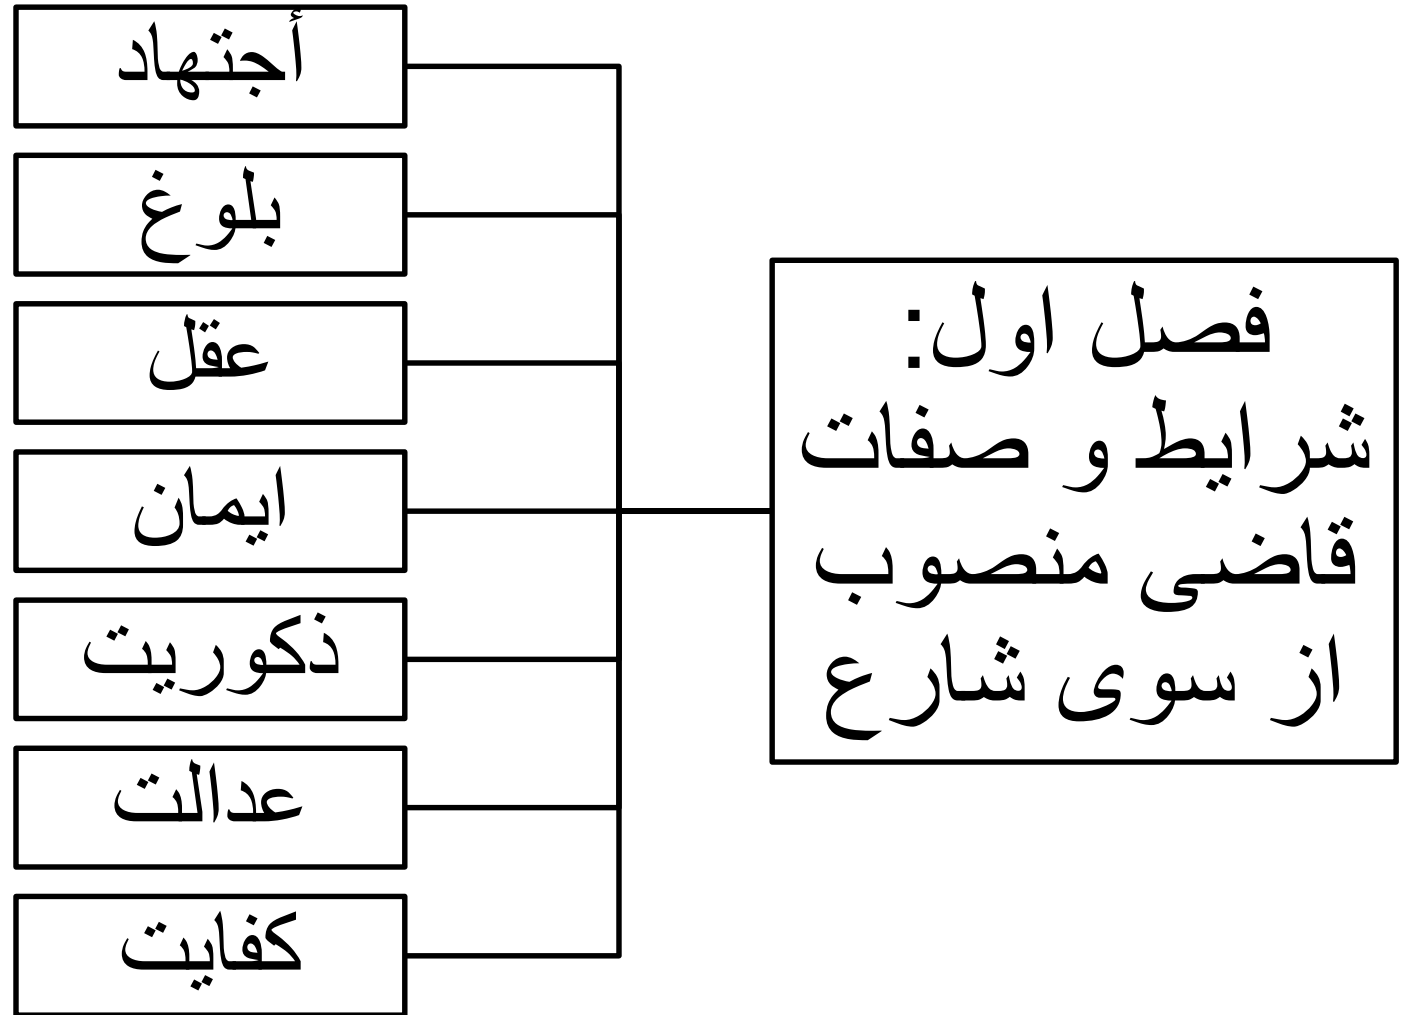 فصل اول:
شرایط و صفات
قاضی منصوب
از سوی شارع
أجتهاد
بلوغ
عقل
ایمان
ذکوریت
عدالت
کفایت